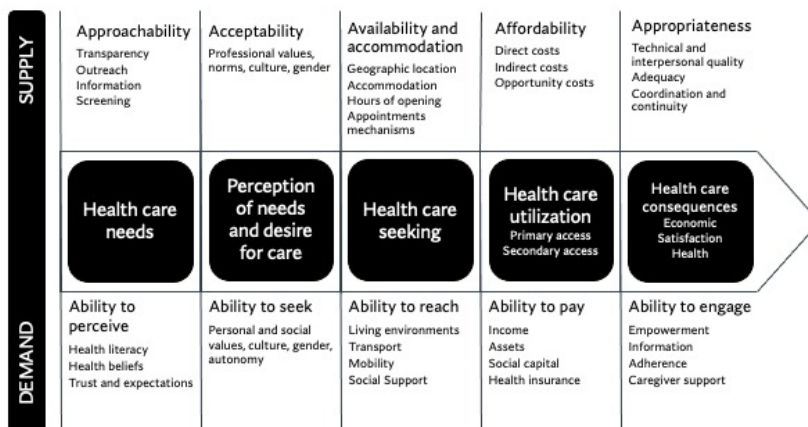 SUPPLY
Approachability
Transparency
Outreach
Information
Screening
Acceptability
Professional values,
norms, culture, gender
Availability and
accommodation
Geographic location
Accommodation
Hours of opening
Appointments
mechanisms
Affordability
Direct costs
Indirect costs
Opportunity costs
Appropriateness
Technical and
interpersonal quality
Adequacy
Coordination and
continuity
Health care
needs
Perception
of needs
and desire
for care
Health care
seeking
Health care
utilization
Primary access
Secondary access
Health care
consequences
Economic
Satisfaction
Health
DEMAND
Ability to
perceive
Health literacy
Health beliefs
Trust and expectations
Ability to seek
Personal and social
values, culture, gender,
autonomy
Ability to reach
Living environments
Transport
Mobility
Social Support
Ability to pay
Income
Assets
Social capital
Health insurance
Ability to engage
Empowerment
Information
Adherence
Caregiver support